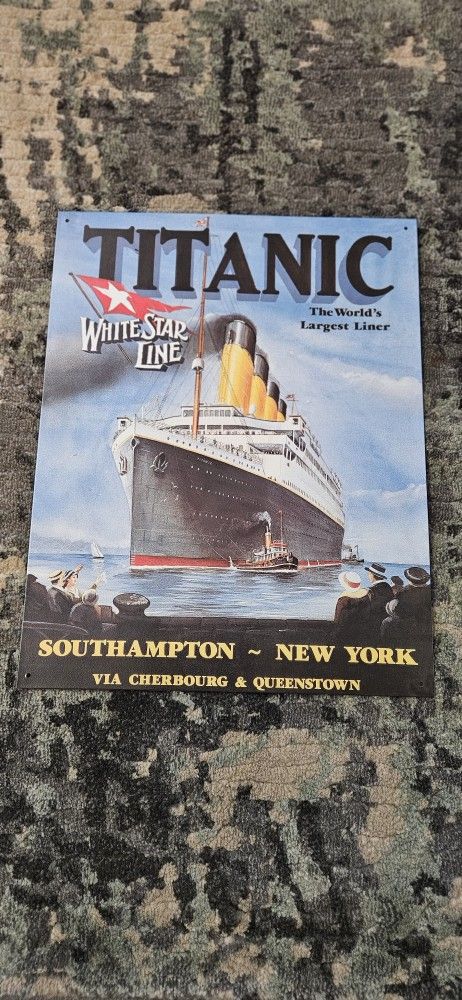 TITANIC
The World's
Largest Liner
WHITE STAR
LINE
SOUTHAMPTON ~ NEW YORK
VIA CHERBOURG & QUEENSTOWN